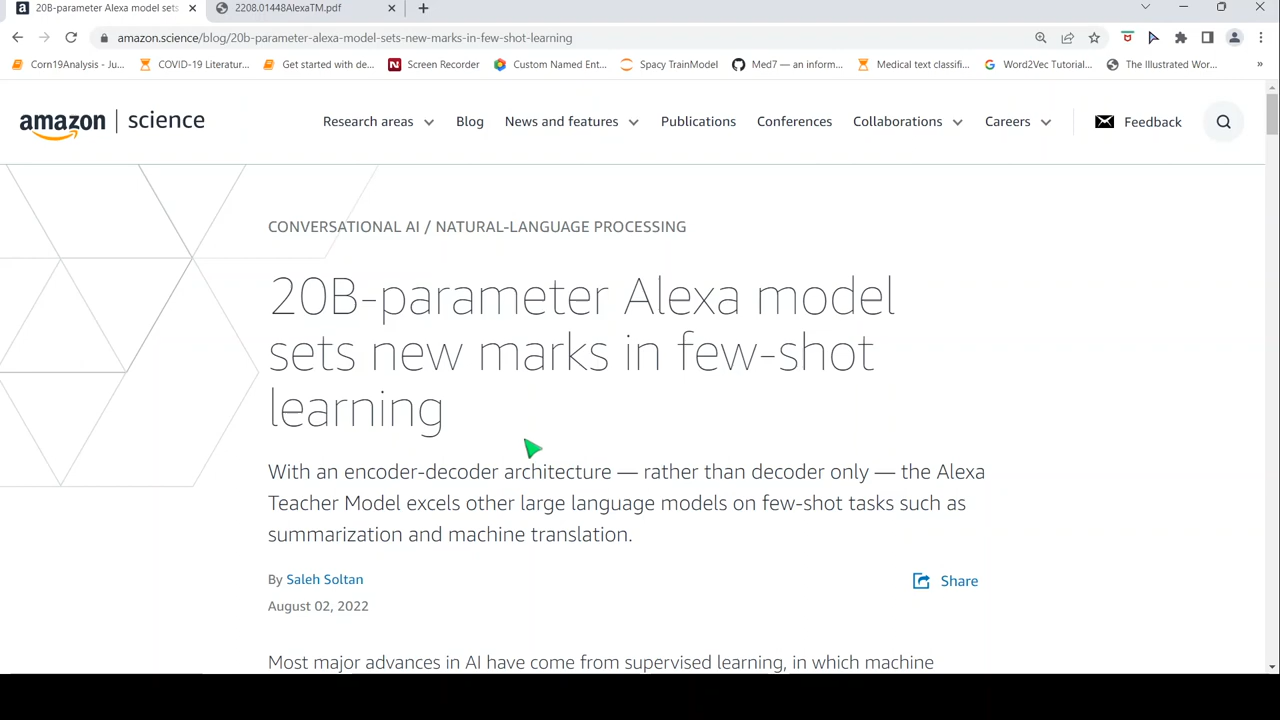 20B-parameter Alexa model sets
2208.01448AlexaTM.pdf
amazon.science/blog/20b-parameter-alexa-model-sets-new-marks-in-few-shot-learning
Corn19Analysis - Ju...
COVID-19 Literatur...
Get started with de...
Screen Recorder
Custom Named Ent...
Spacy TrainModel
Med7 — an inform...
Medical text classifi...
Word2Vec Tutorial...
The Illustrated Wor...
»
amazon | science
Research areas
Blog
News and features
Publications
Conferences
Collaborations
Careers
Feedback
CONVERSATIONAL AI / NATURAL-LANGUAGE PROCESSING
20B-parameter Alexa model
sets new marks in few-shot
learning
With an encoder-decoder architecture — rather than decoder only — the Alexa
Teacher Model excels other large language models on few-shot tasks such as
summarization and machine translation.
By Saleh Soltan
Share
August 02, 2022
Most major advances in AI have come from supervised learning, in which machine